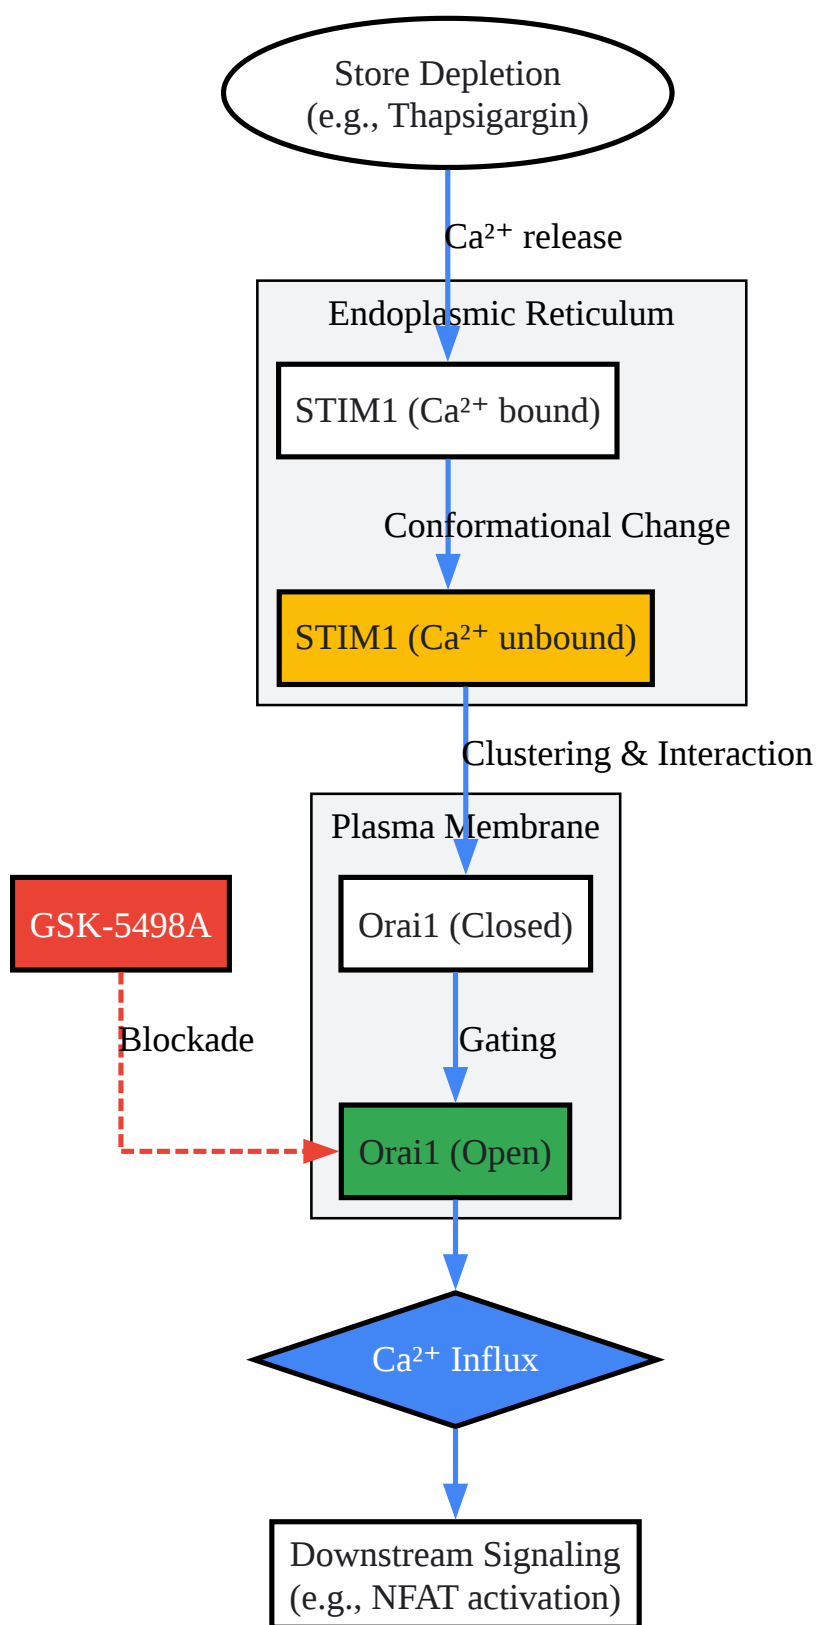 Store Depletion
(e.g., Thapsigargin)
Ca²⁺ release
Endoplasmic Reticulum
STIM1 (Ca²⁺ bound)
Conformational Change
STIM1 (Ca²⁺ unbound)
Clustering & Interaction
Plasma Membrane
GSK-5498A
Orai1 (Closed)
Blockade
Gating
Orai1 (Open)
Ca²⁺ Influx
Downstream Signaling
(e.g., NFAT activation)